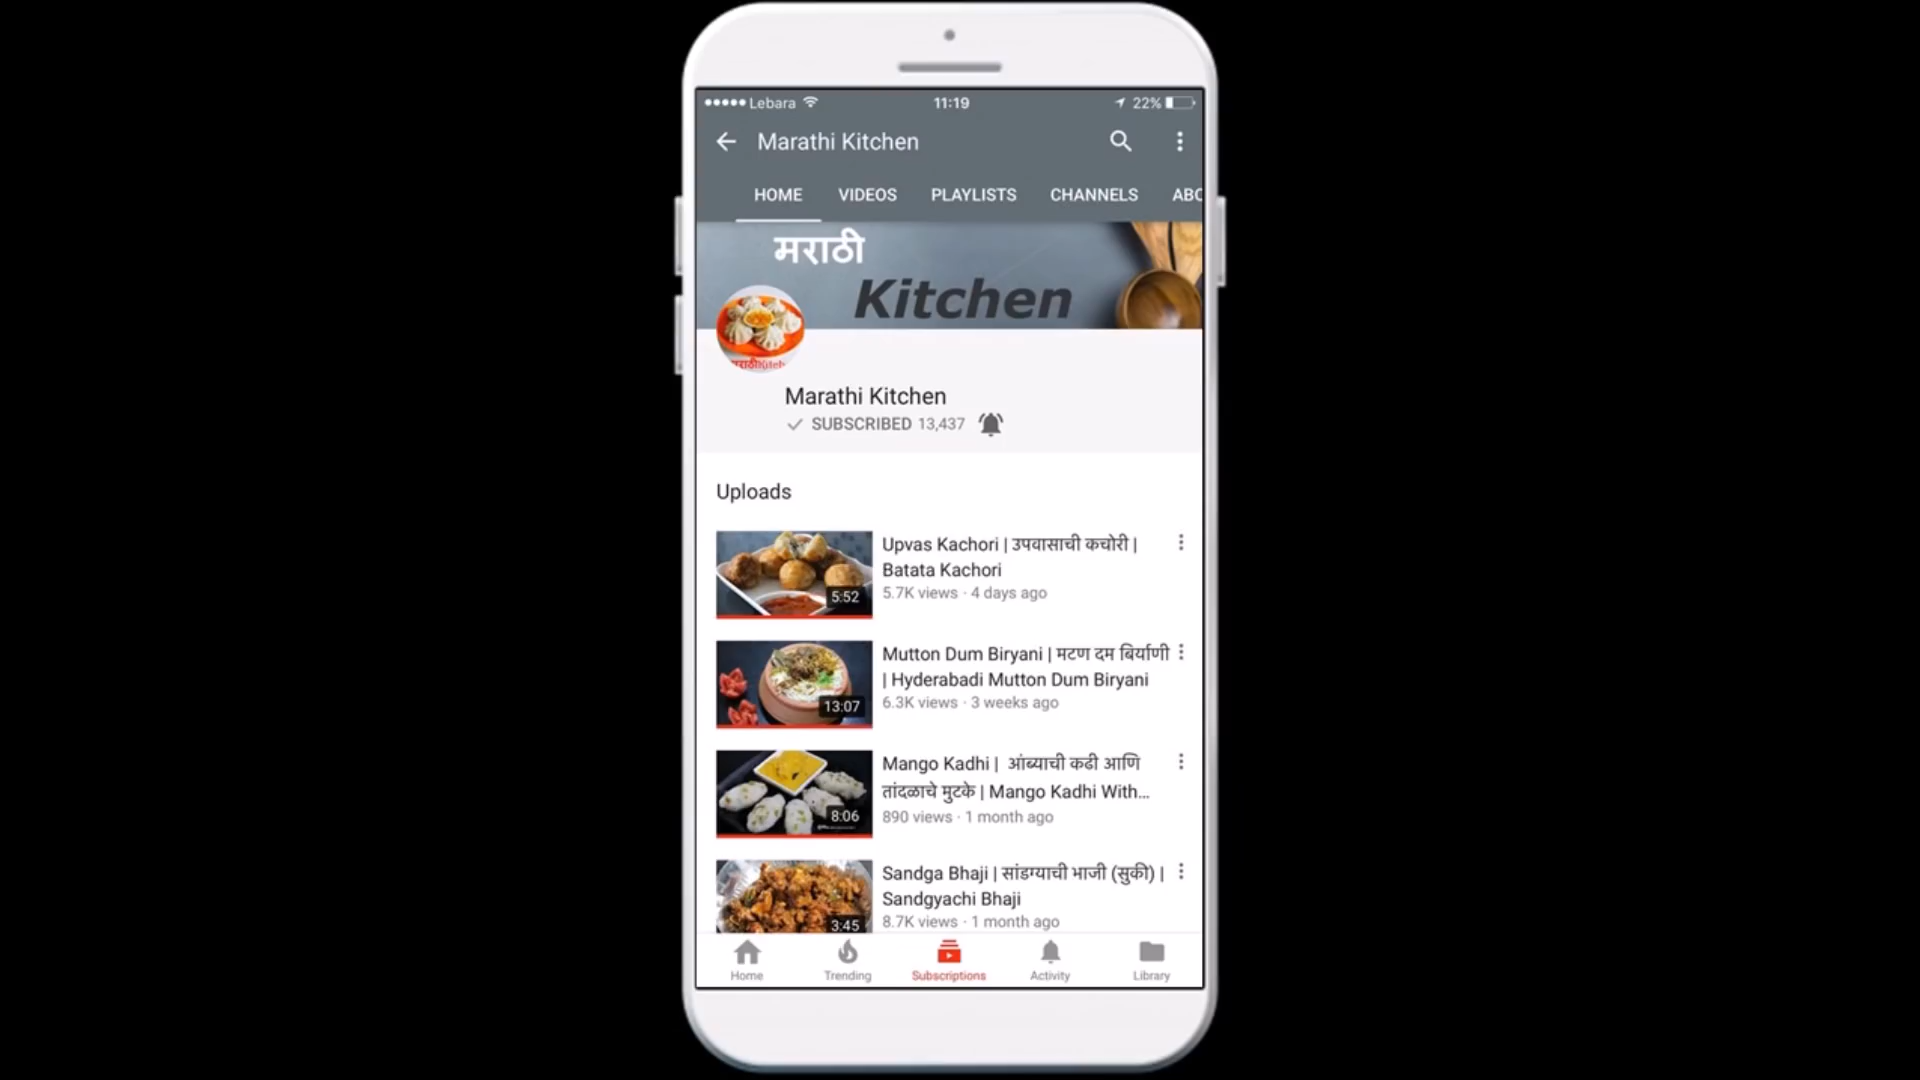 Lebara 11:19 22%
Marathi Kitchen
HOME VIDEOS PLAYLISTS CHANNELS ABC
मराठी
Kitchen
Marathi Kitchen
SUBSCRIBED 13,437
Uploads
Upvas Kachori | उपवासाची कचोरी |
Batata Kachori
5:52
5.7K views · 4 days ago
Mutton Dum Biryani | मटण दम बिर्याणी
| Hyderabadi Mutton Dum Biryani
13:07
6.3K views · 3 weeks ago
Mango Kadhi | आंब्याची कढी आणि
तांदळाचे मुटके | Mango Kadhi With...
8:06
890 views · 1 month ago
Sandga Bhaji | सांडग्याची भाजी (सुकी) |
Sandgyachi Bhaji
3:45
8.7K views · 1 month ago
Home Trending Subscriptions Activity Library